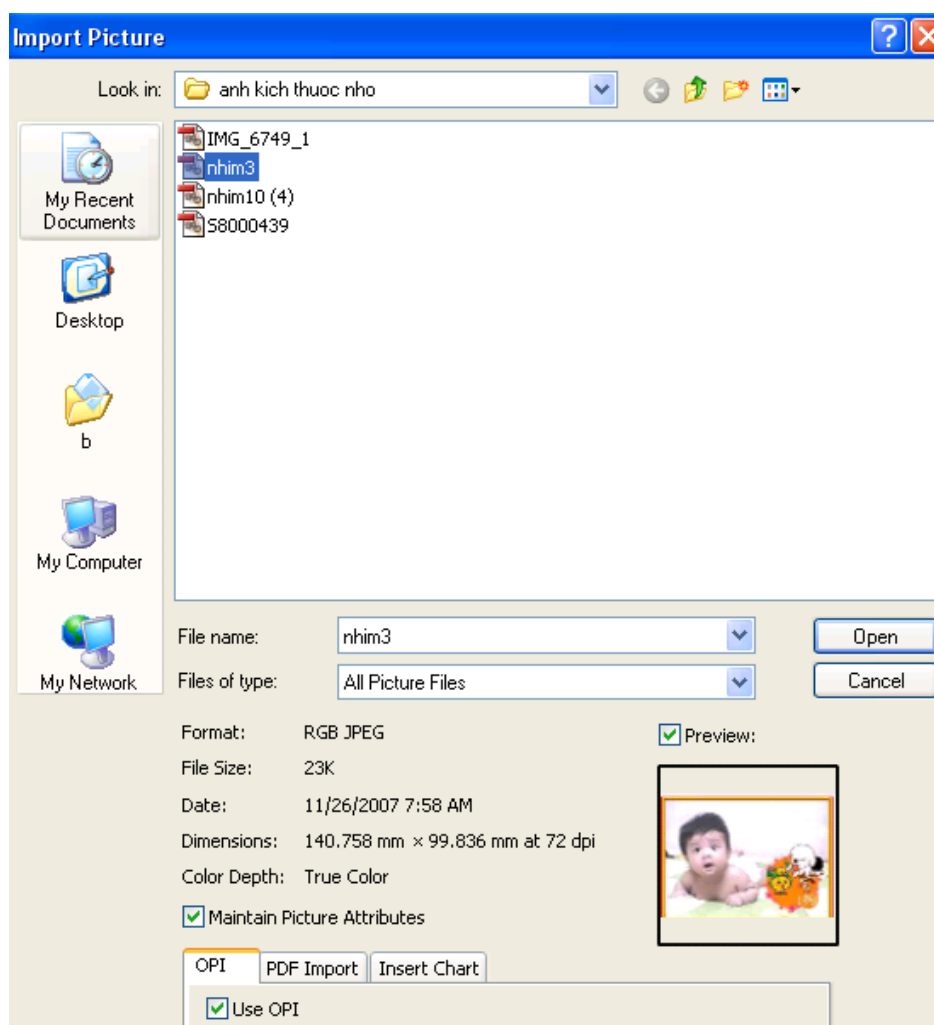 Import Picture
Look in: anh kich thuoc nho
IMG_6749_1
nhim3
nhim10 (4)
S8000439
My Recent
Documents
Desktop
b
My Computer
My Network
File name: nhim3 Open
Files of type: All Picture Files Cancel
Format: RGB JPEG Preview:
File Size: 23K
Date: 11/26/2007 7:58 AM
Dimensions: 140.758 mm × 99.836 mm at 72 dpi
Color Depth: True Color
Maintain Picture Attributes
OPI PDF Import Insert Chart
Use OPI